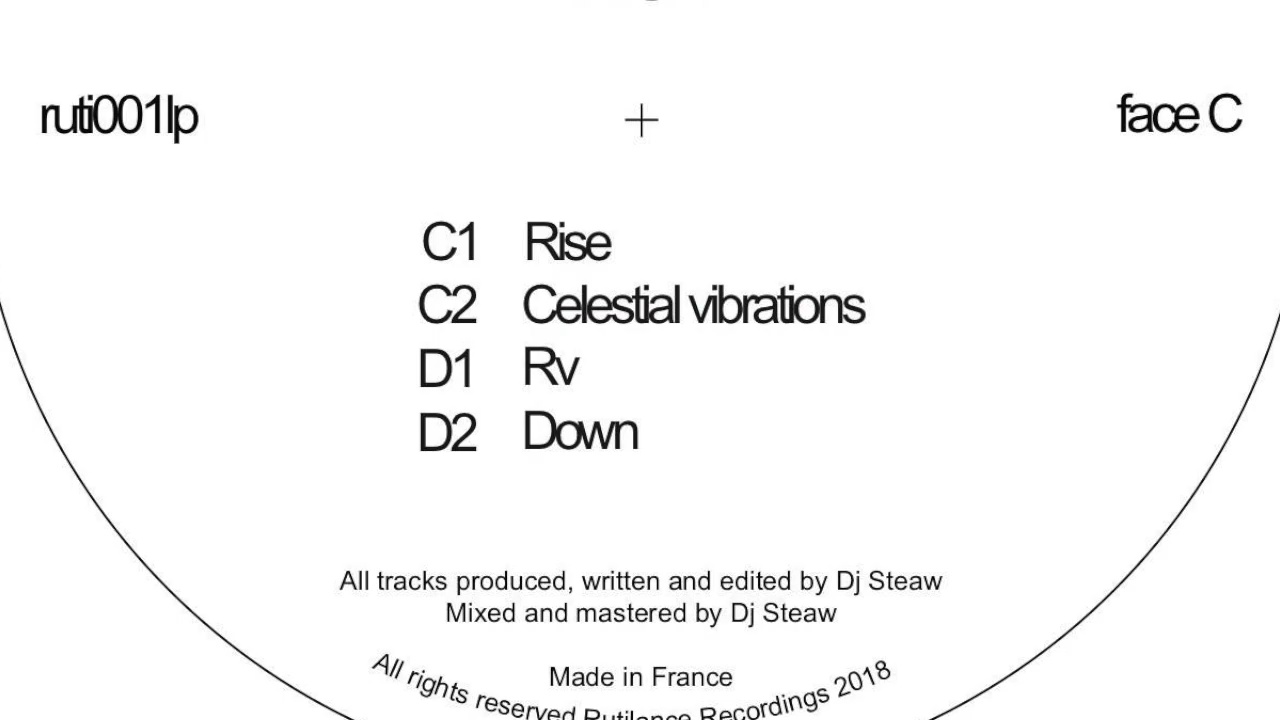 ruti001lp
face C
C1 Rise
C2 Celestial vibrations
D1 Rv
D2 Down
All tracks produced, written and edited by Dj Steaw
Mixed and mastered by Dj Steaw
Made in France
All rights reserved Rutilance Recordings 2018